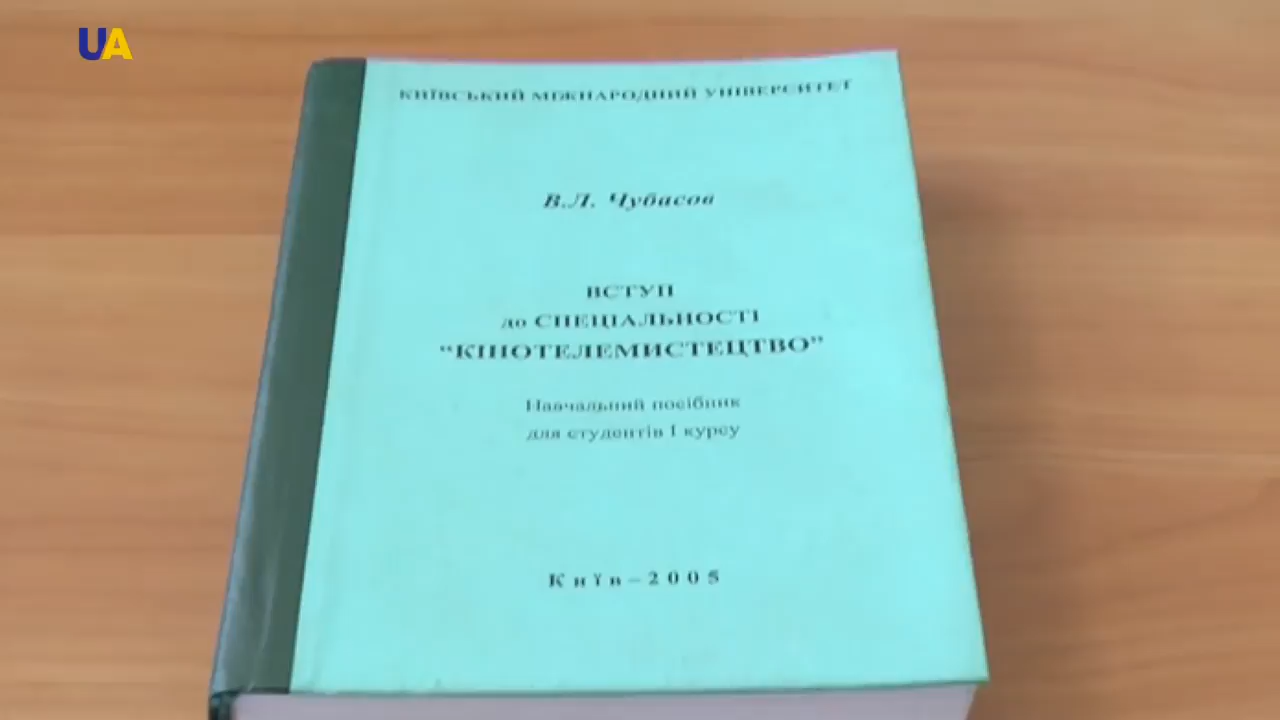 UA
КИЇВСЬКИЙ МІЖНАРОДНИЙ УНІВЕРСИТЕТ
В.Л. Чубасов
ВСТУП
до СПЕЦІАЛЬНОСТІ
“КІНОТЕЛЕМИСТЕЦТВО”
Навчальний посібник
для студентів І курсу
Київ – 2005